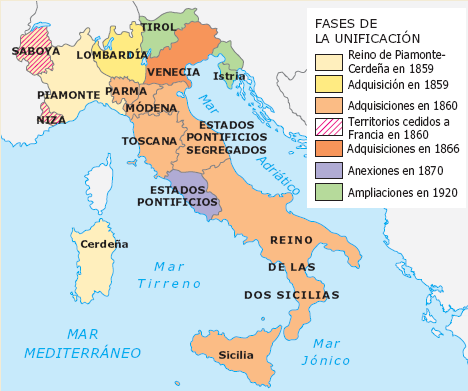 FASES DE
LA UNIFICACIÓN
Reino de Piamonte-
Cerdeña en 1859
Adquisición en 1859
Adquisiciones en 1860
Territorios cedidos a
Francia en 1860
Adquisiciones en 1866
Anexiones en 1870
Ampliaciones en 1920
TIROL
SABOYA
LOMBARDÍA
VENECIA
Istria
PIAMONTE
PARMA
Mar
Adriático
NIZA
MÓDENA
TOSCANA
ESTADOS
PONTIFICIOS
SEGREGADOS
ESTADOS
PONTIFICIOS
Cerdeña
REINO
DE LAS
DOS SICILIAS
Mar
Tirreno
MAR
MEDITERRÁNEO
Sicilia
Mar
Jónico